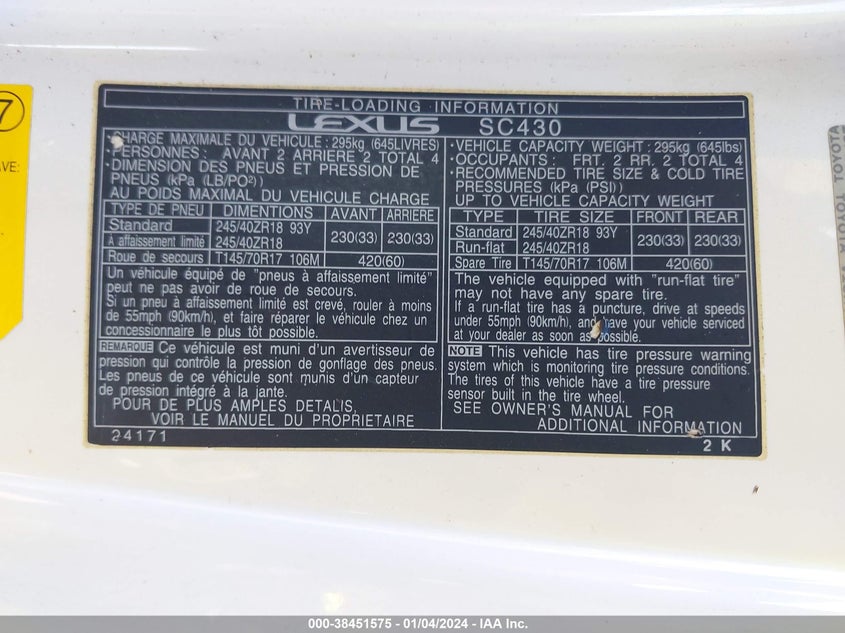 7
AVE:
TIRE-LOADING INFORMATION
LEXUS SC430
·CHARGE MAXIMALE DU VEHICULE : 295kg (645LIVRES)
·PERSONNES: AVANT 2 ARRIERE 2 TOTAL 4
·DIMENSION DES PNEUS ET PRESSION DE
PNEUS (kPa (LB/PO²))
AU POIDS MAXIMAL DU VEHICULE CHARGE
TYPE DE PNEU DIMENTIONS AVANT ARRIÈRE
Standard 245/40ZR18 93Y 230(33) 230(33)
A affaissement limité 245/40ZR18
Roue de secours T145/70R17 106M 420(60)
Un véhicule équipé de "pneus à affaissement limité"
peut ne pas avoir de roue de secours.
Si un pneu à affaissement limité est crevé, rouler à moins
de 55mph (90km/h), et faire réparer le véhicule chez un
concessionnaire le plus tôt possible.
REMARQUE Ce véhicule est muni d'un avertisseur de
pression qui contrôle la pression de gonflage des pneus.
Les pneus de ce véhicule sont munis d'un capteur
de pression intégré à la jante.
POUR DE PLUS AMPLES DETALIS,
VOIR LE MANUEL DU PROPRIETAIRE
24171
·VEHICLE CAPACITY WEIGHT : 295kg (645lbs)
·OCCUPANTS: FRT. 2 RR. 2 TOTAL 4
·RECOMMENDED TIRE SIZE & COLD TIRE
PRESSURES (kPa (PSI))
UP TO VEHICLE CAPACITY WEIGHT
TYPE TIRE SIZE FRONT REAR
Standard 245/40ZR18 93Y 230(33) 230(33)
Run-flat 245/40ZR18
Spare Tire T145/70R17 106M 420(60)
The vehicle equipped with "run-flat tire"
may not have any spare tire.
If a run-flat tire has a puncture, drive at speeds
under 55mph (90km/h), and have your vehicle serviced
at your dealer as soon as possible.
NOTE This vehicle has tire pressure warning
system which is monitoring tire pressure conditions.
The tires of this vehicle have a tire pressure
sensor built in the tire wheel.
SEE OWNER'S MANUAL FOR
ADDITIONAL INFORMATION
2 K
TOYOTA TOYOTA
000-38451575 - 01/04/2024 - IAA Inc.